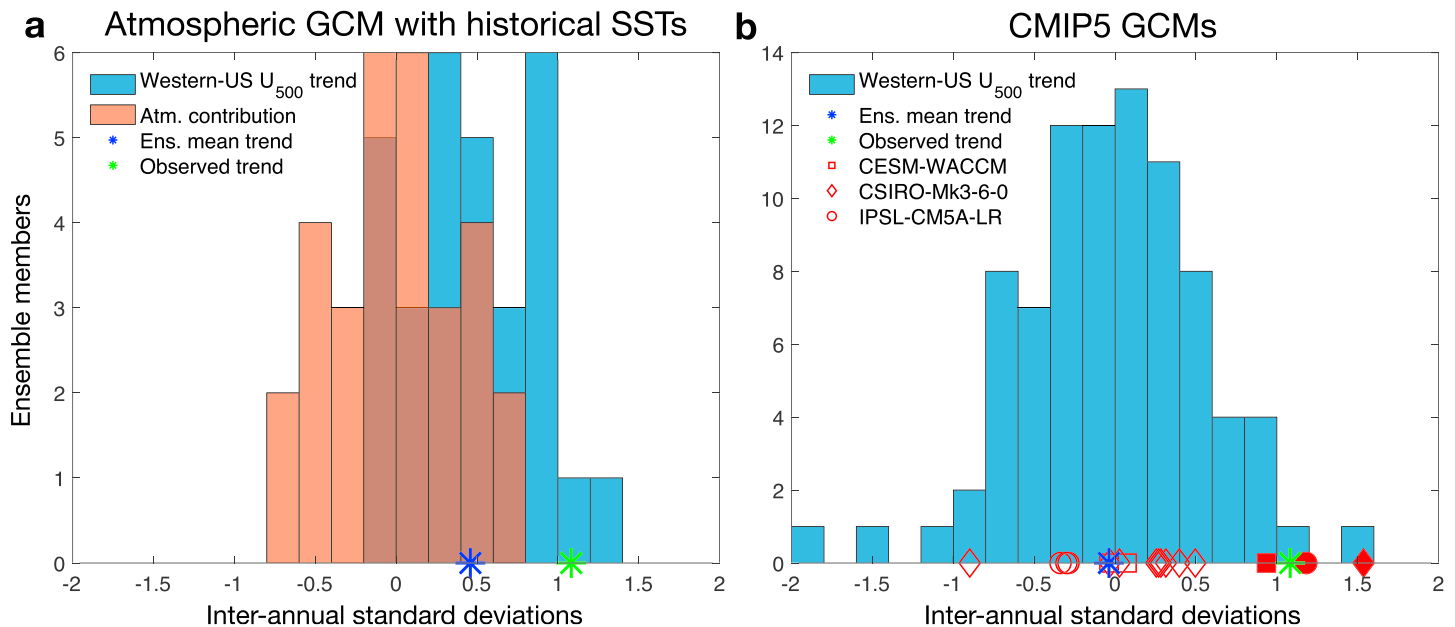 a
Atmospheric GCM with historical SSTs
Western-US U500 trend
Atm. contribution
Ens. mean trend
Observed trend
Ensemble members
6
5
4
3
2
1
0
-2
-1.5
-1
-0.5
0
0.5
1
1.5
2
Inter-annual standard deviations
b
CMIP5 GCMs
Western-US U500 trend
Ens. mean trend
Observed trend
CESM-WACCM
CSIRO-Mk3-6-0
IPSL-CM5A-LR
14
12
10
8
6
4
2
0
-2
-1.5
-1
-0.5
0
0.5
1
1.5
2
Inter-annual standard deviations